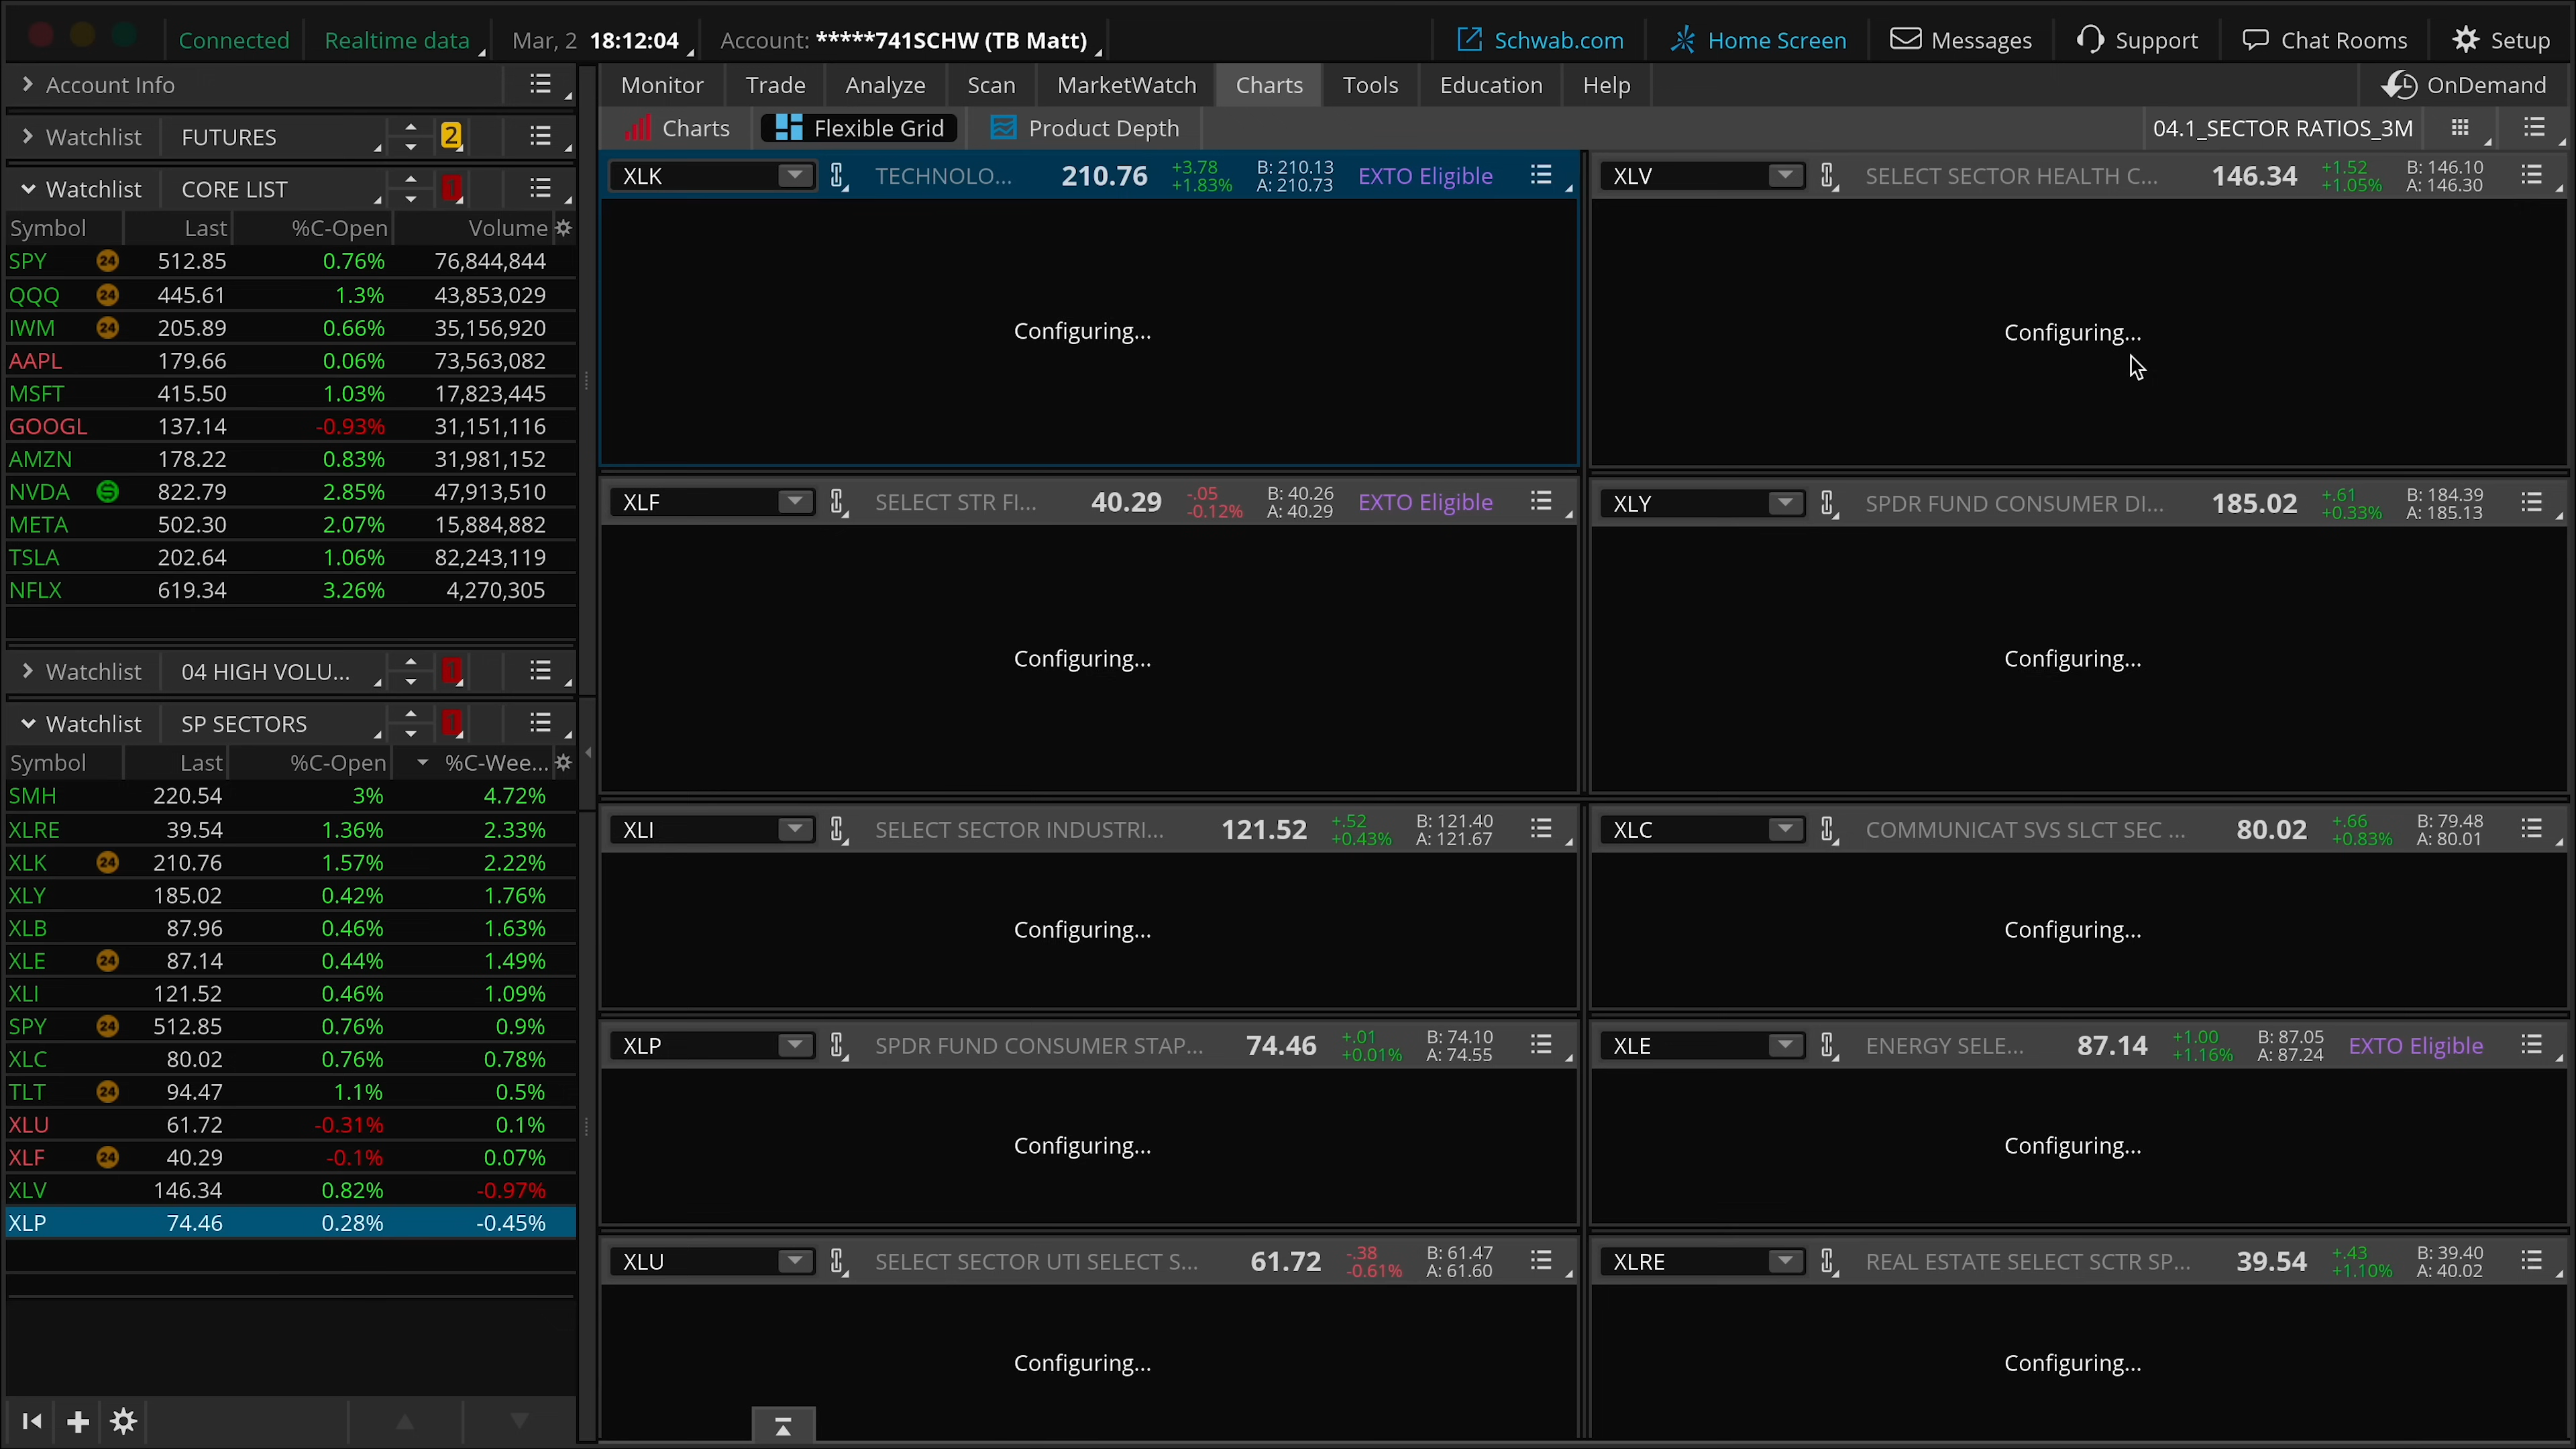 Connected Realtime data Mar, 2 18:12:04 Account: *****741SCHW (TB Matt) Schwab.com Home Screen Messages Support Chat Rooms Setup
Account Info
Monitor Trade Analyze Scan MarketWatch Charts Tools Education Help OnDemand
Watchlist FUTURES 2
Charts Flexible Grid Product Depth 04.1_SECTOR RATIOS_3M
Watchlist CORE LIST 1
Symbol Last %C-Open Volume
SPY 24 512.85 0.76% 76,844,844
QQQ 24 445.61 1.3% 43,853,029
IWM 24 205.89 0.66% 35,156,920
AAPL 179.66 0.06% 73,563,082
MSFT 415.50 1.03% 17,823,445
GOOGL 137.14 -0.93% 31,151,116
AMZN 178.22 0.83% 31,981,152
NVDA S 822.79 2.85% 47,913,510
META 502.30 2.07% 15,884,882
TSLA 202.64 1.06% 82,243,119
NFLX 619.34 3.26% 4,270,305
Watchlist 04 HIGH VOLU... 1
Watchlist SP SECTORS 1
Symbol Last %C-Open %C-Wee...
SMH 220.54 3% 4.72%
XLRE 39.54 1.36% 2.33%
XLK 24 210.76 1.57% 2.22%
XLY 185.02 0.42% 1.76%
XLB 87.96 0.46% 1.63%
XLE 24 87.14 0.44% 1.49%
XLI 121.52 0.46% 1.09%
SPY 24 512.85 0.76% 0.9%
XLC 80.02 0.76% 0.78%
TLT 24 94.47 1.1% 0.5%
XLU 61.72 -0.31% 0.1%
XLF 24 40.29 -0.1% 0.07%
XLV 146.34 0.82% -0.97%
XLP 74.46 0.28% -0.45%
XLK TECHNOLO... 210.76 +3.78 +1.83% B: 210.13 A: 210.73 EXTO Eligible
Configuring...
XLV SELECT SECTOR HEALTH C... 146.34 +1.52 +1.05% B: 146.10 A: 146.30
Configuring...
XLF SELECT STR FI... 40.29 -.05 -0.12% B: 40.26 A: 40.29 EXTO Eligible
Configuring...
XLY SPDR FUND CONSUMER DI... 185.02 +.61 +0.33% B: 184.39 A: 185.13
Configuring...
XLI SELECT SECTOR INDUSTRI... 121.52 +.52 +0.43% B: 121.40 A: 121.67
Configuring...
XLC COMMUNICAT SVS SLCT SEC ... 80.02 +.66 +0.83% B: 79.48 A: 80.01
Configuring...
XLP SPDR FUND CONSUMER STAP... 74.46 +.01 +0.01% B: 74.10 A: 74.55
Configuring...
XLE ENERGY SELE... 87.14 +1.00 +1.16% B: 87.05 A: 87.24 EXTO Eligible
Configuring...
XLU SELECT SECTOR UTI SELECT S... 61.72 -.38 -0.61% B: 61.47 A: 61.60
Configuring...
XLRE REAL ESTATE SELECT SCTR SP... 39.54 +.43 +1.10% B: 39.40 A: 40.02
Configuring...